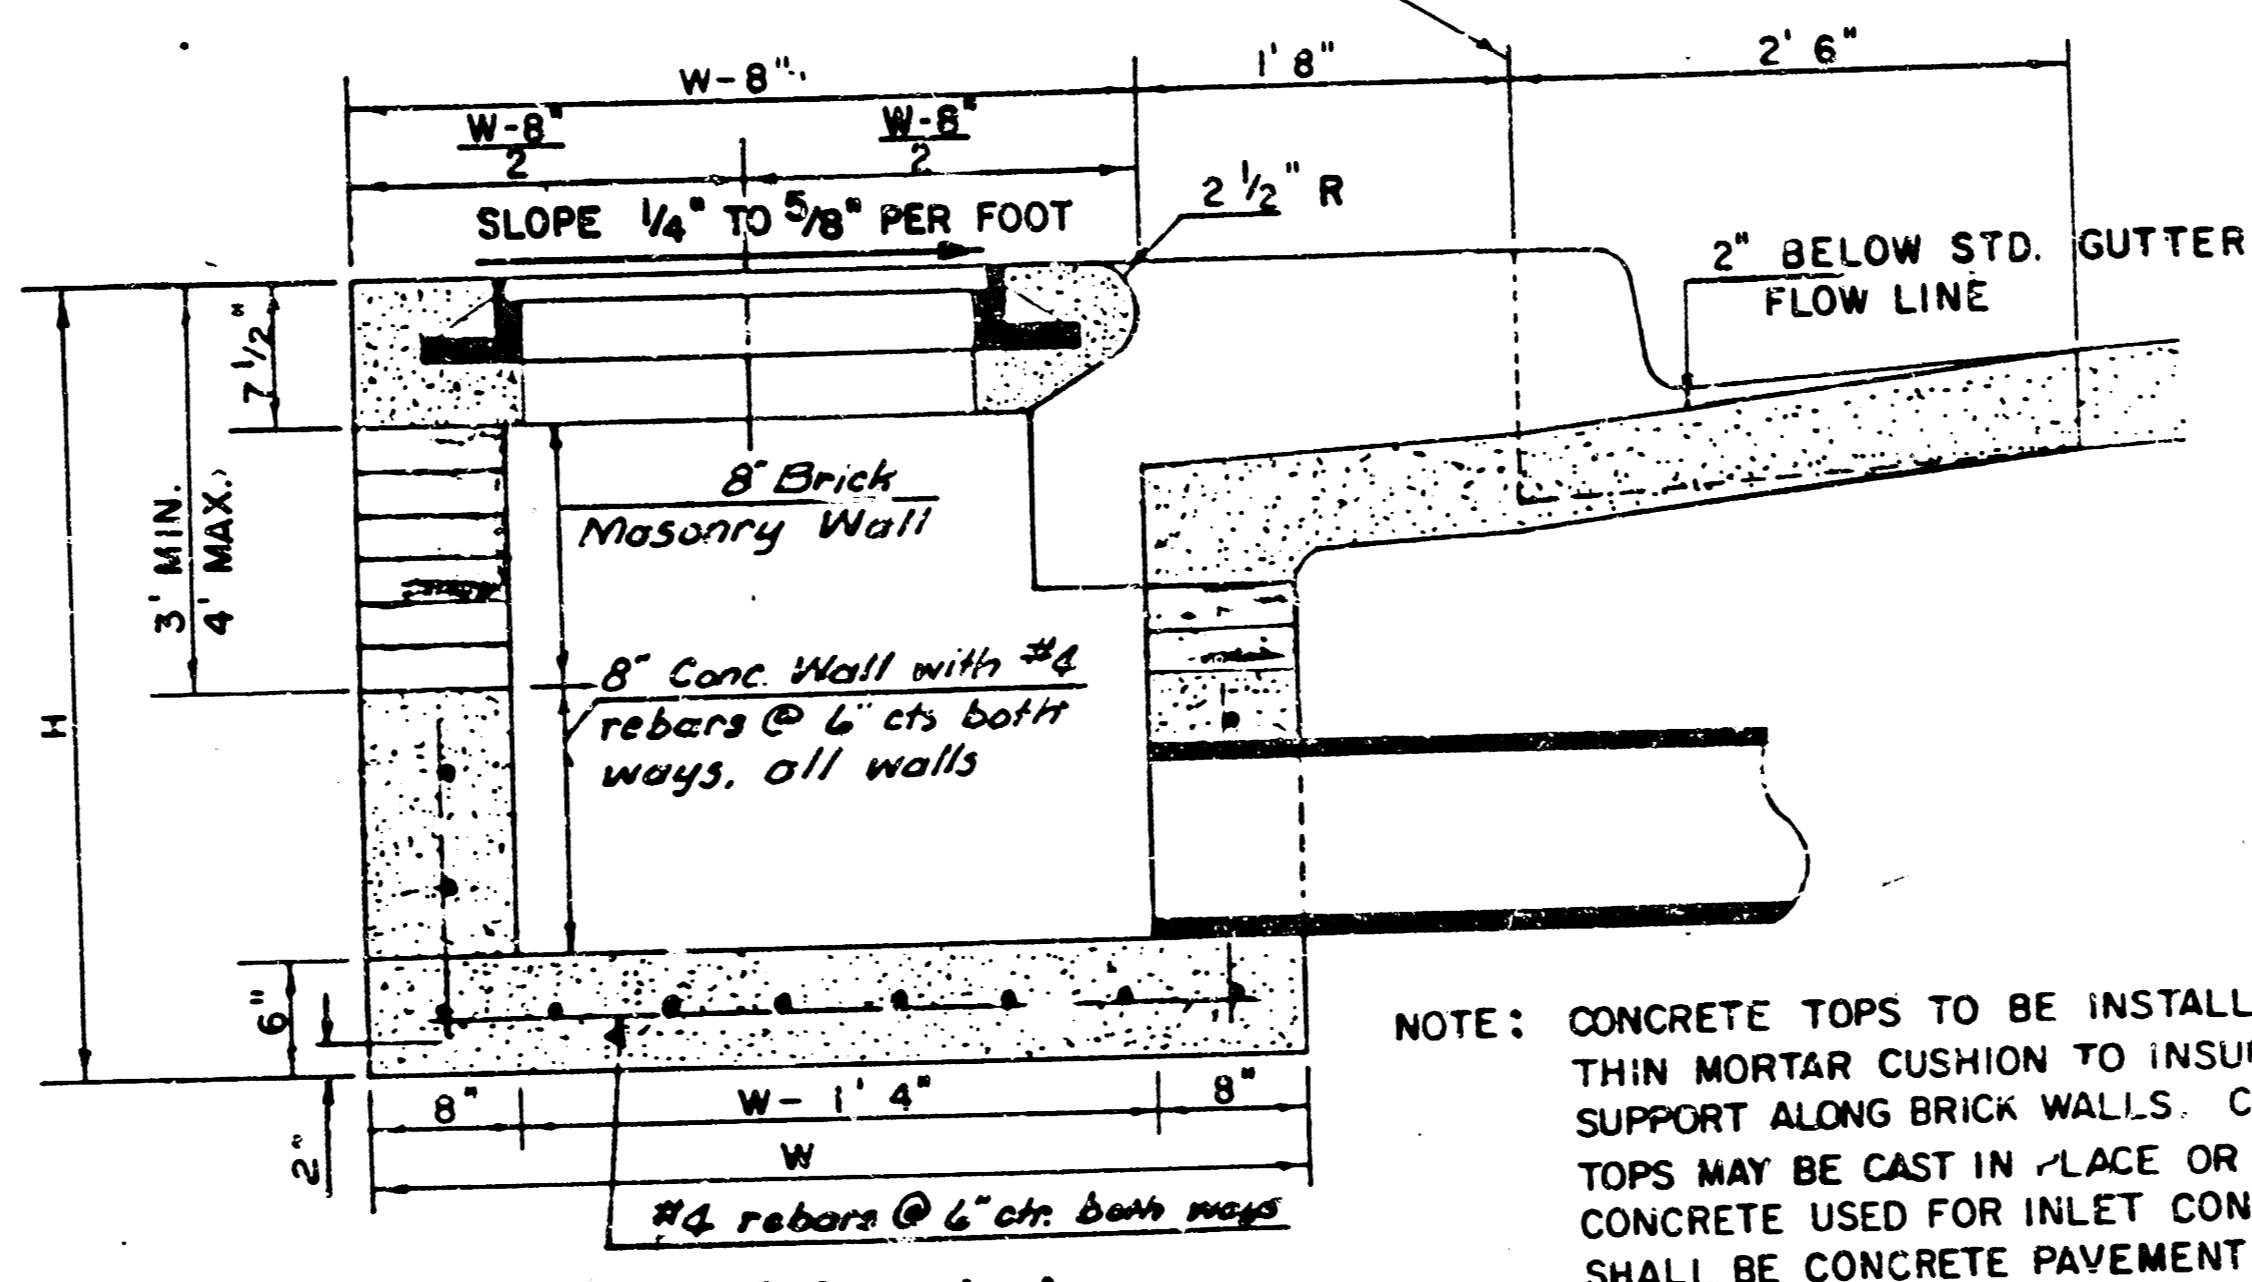 W-8"
1' 8"
2' 6"
W-8"
2
W-8"
2
2 1/2" R
SLOPE 1/4" TO 5/8" PER FOOT
2" BELOW STD. GUTTER
FLOW LINE
7 1/2"
3' MIN.
4' MAX.
H
8" Brick
Masonry Wall
8" Conc. Wall with #4
rebars @ 6" cts both
ways, all walls
6"
2"
8"
W- 1' 4"
8"
W
#4 rebars @ 6" ctr. both ways
NOTE: CONCRETE TOPS TO BE INSTALL
THIN MORTAR CUSHION TO INSU
SUPPORT ALONG BRICK WALLS. C
TOPS MAY BE CAST IN PLACE OR
CONCRETE USED FOR INLET CON
SHALL BE CONCRETE PAVEMENT